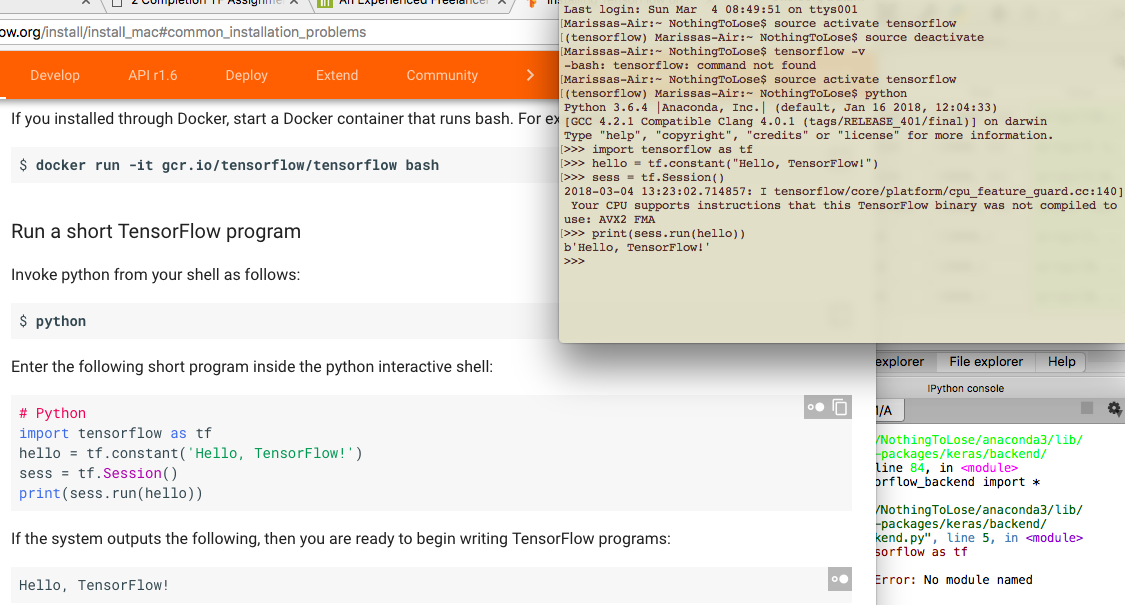 2 Completion TF Assignme
An Experienced Freelancer
ow.org/install/install_mac#common_installation_problems
Develop API r1.6 Deploy Extend Community
If you installed through Docker, start a Docker container that runs bash. For ex
$ docker run -it gcr.io/tensorflow/tensorflow bash
Run a short TensorFlow program
Invoke python from your shell as follows:
$ python
Enter the following short program inside the python interactive shell:
# Python
import tensorflow as tf
hello = tf.constant('Hello, TensorFlow!')
sess = tf.Session()
print(sess.run(hello))
If the system outputs the following, then you are ready to begin writing TensorFlow programs:
Hello, TensorFlow!
Last login: Sun Mar  4 08:49:51 on ttys001
[Marissas-Air:~ NothingToLose$ source activate tensorflow
[(tensorflow) Marissas-Air:~ NothingToLose$ source deactivate
[Marissas-Air:~ NothingToLose$ tensorflow -v
-bash: tensorflow: command not found
[Marissas-Air:~ NothingToLose$ source activate tensorflow
[(tensorflow) Marissas-Air:~ NothingToLose$ python
Python 3.6.4 |Anaconda, Inc.| (default, Jan 16 2018, 12:04:33)
[GCC 4.2.1 Compatible Clang 4.0.1 (tags/RELEASE_401/final)] on darwin
Type "help", "copyright", "credits" or "license" for more information.
[>>> import tensorflow as tf
[>>> hello = tf.constant("Hello, TensorFlow!")
[>>> sess = tf.Session()
2018-03-04 13:23:02.714857: I tensorflow/core/platform/cpu_feature_guard.cc:140]
Your CPU supports instructions that this TensorFlow binary was not compiled to
use: AVX2 FMA
[>>> print(sess.run(hello))
b'Hello, TensorFlow!'
>>>
explorer File explorer Help
IPython console
1/A
/NothingToLose/anaconda3/lib/
-packages/keras/backend/
line 84, in <module>
orflow_backend import *
/NothingToLose/anaconda3/lib/
-packages/keras/backend/
kend.py", line 5, in <module>
sorflow as tf
Error: No module named